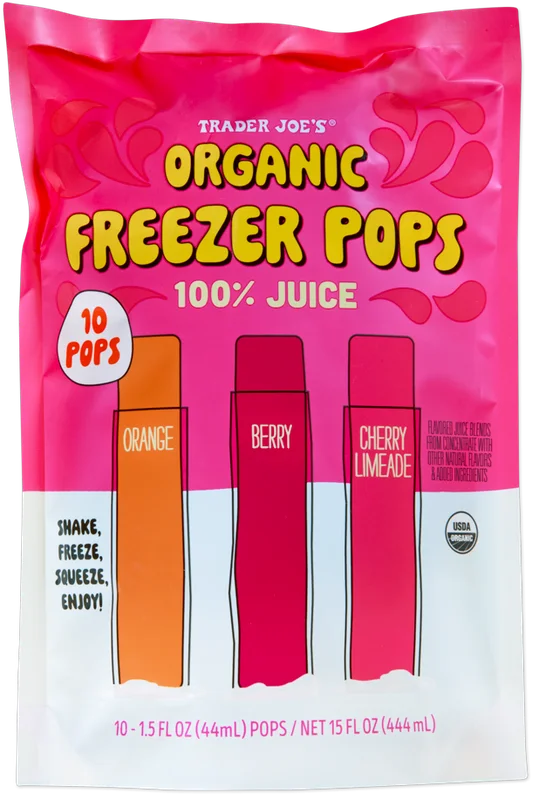 TRADER JOE'S®
ORGANIC
FREEZER POPS
100% JUICE
10
POPS
ORANGE
BERRY
CHERRY
LIMEADE
FLAVORED JUICE BLENDS
FROM CONCENTRATE WITH
OTHER NATURAL FLAVORS
& ADDED INGREDIENTS
USDA
ORGANIC
SHAKE,
FREEZE,
SQUEEZE,
ENJOY!
10 - 1.5 FL OZ (44mL) POPS / NET 15 FL OZ (444 mL)